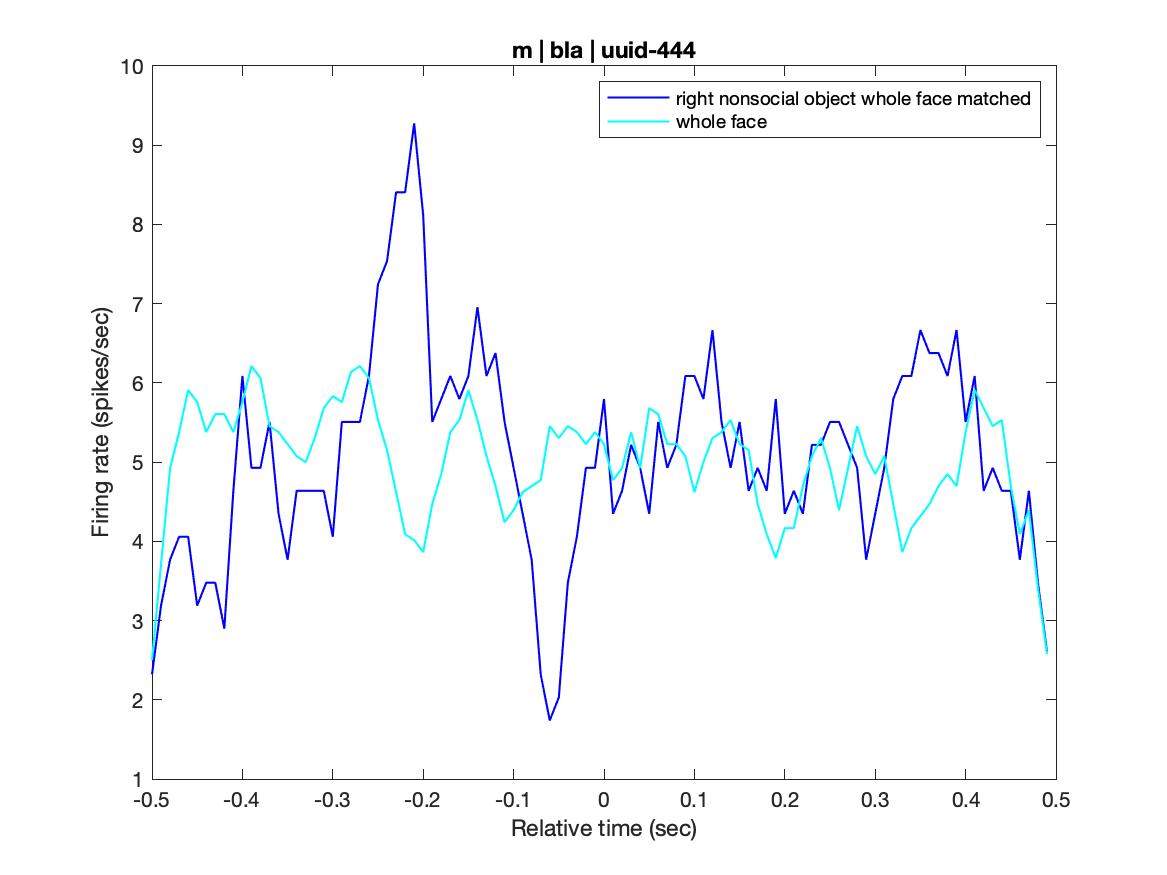 m | bla | uuid-444
right nonsocial object whole face matched
whole face
10
9
8
7
6
5
4
3
2
1
Firing rate (spikes/sec)
-0.5 -0.4 -0.3 -0.2 -0.1 0 0.1 0.2 0.3 0.4 0.5
Relative time (sec)